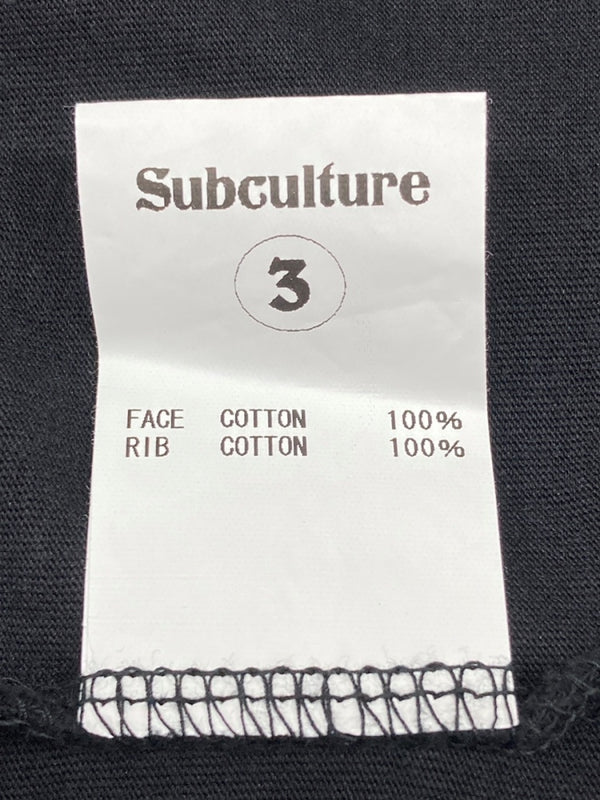 Subculture
3
FACE COTTON 100%
RIB COTTON 100%